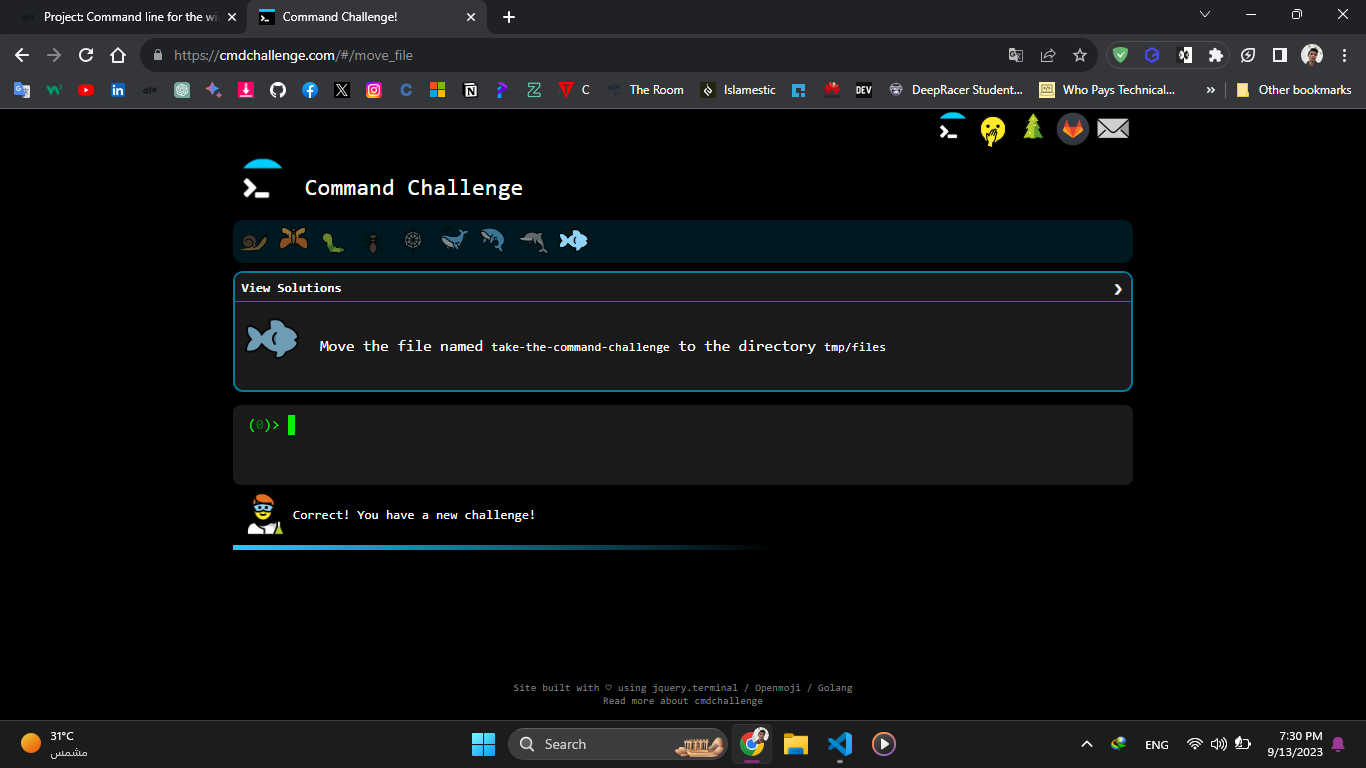 Project: Command line for the wi
Command Challenge!
https://cmdchallenge.com/#/move_file
C
The Room
Islamestic
DEV
DeepRacer Student...
Who Pays Technical...
»
Other bookmarks
Command Challenge
View Solutions
Move the file named take-the-command-challenge to the directory tmp/files
(0)>
Correct! You have a new challenge!
Site built with ♡ using jquery.terminal / Openmoji / Golang
Read more about cmdchallenge
31°C
مشمس
Search
ENG
7:30 PM
9/13/2023